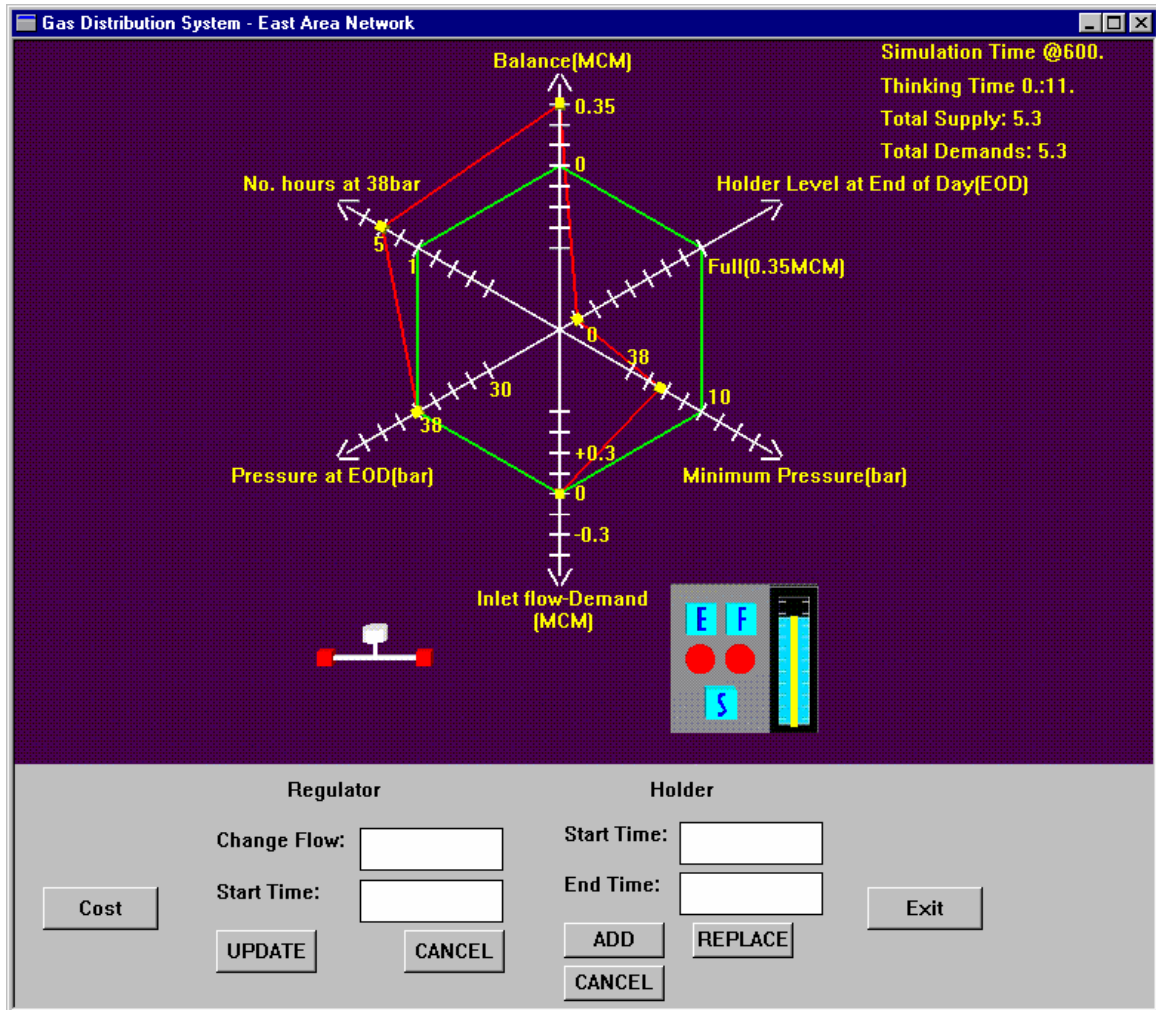 Gas Distribution System - East Area Network
Simulation Time @600.
Balance(MCM)
Thinking Time 0.:11.
0.35
Total Supply: 5.3
Total Demands: 5.3
0
No. hours at 38bar
Holder Level at End of Day(EOD)
5
1
Full(0.35MCM)
0
38
30
10
38
+0.3
Pressure at EOD(bar)
Minimum Pressure(bar)
0
-0.3
Inlet flow-Demand
(MCM)
E F
S
Regulator
Holder
Change Flow:
Start Time:
Start Time:
End Time:
Cost
Exit
UPDATE
CANCEL
ADD
REPLACE
CANCEL